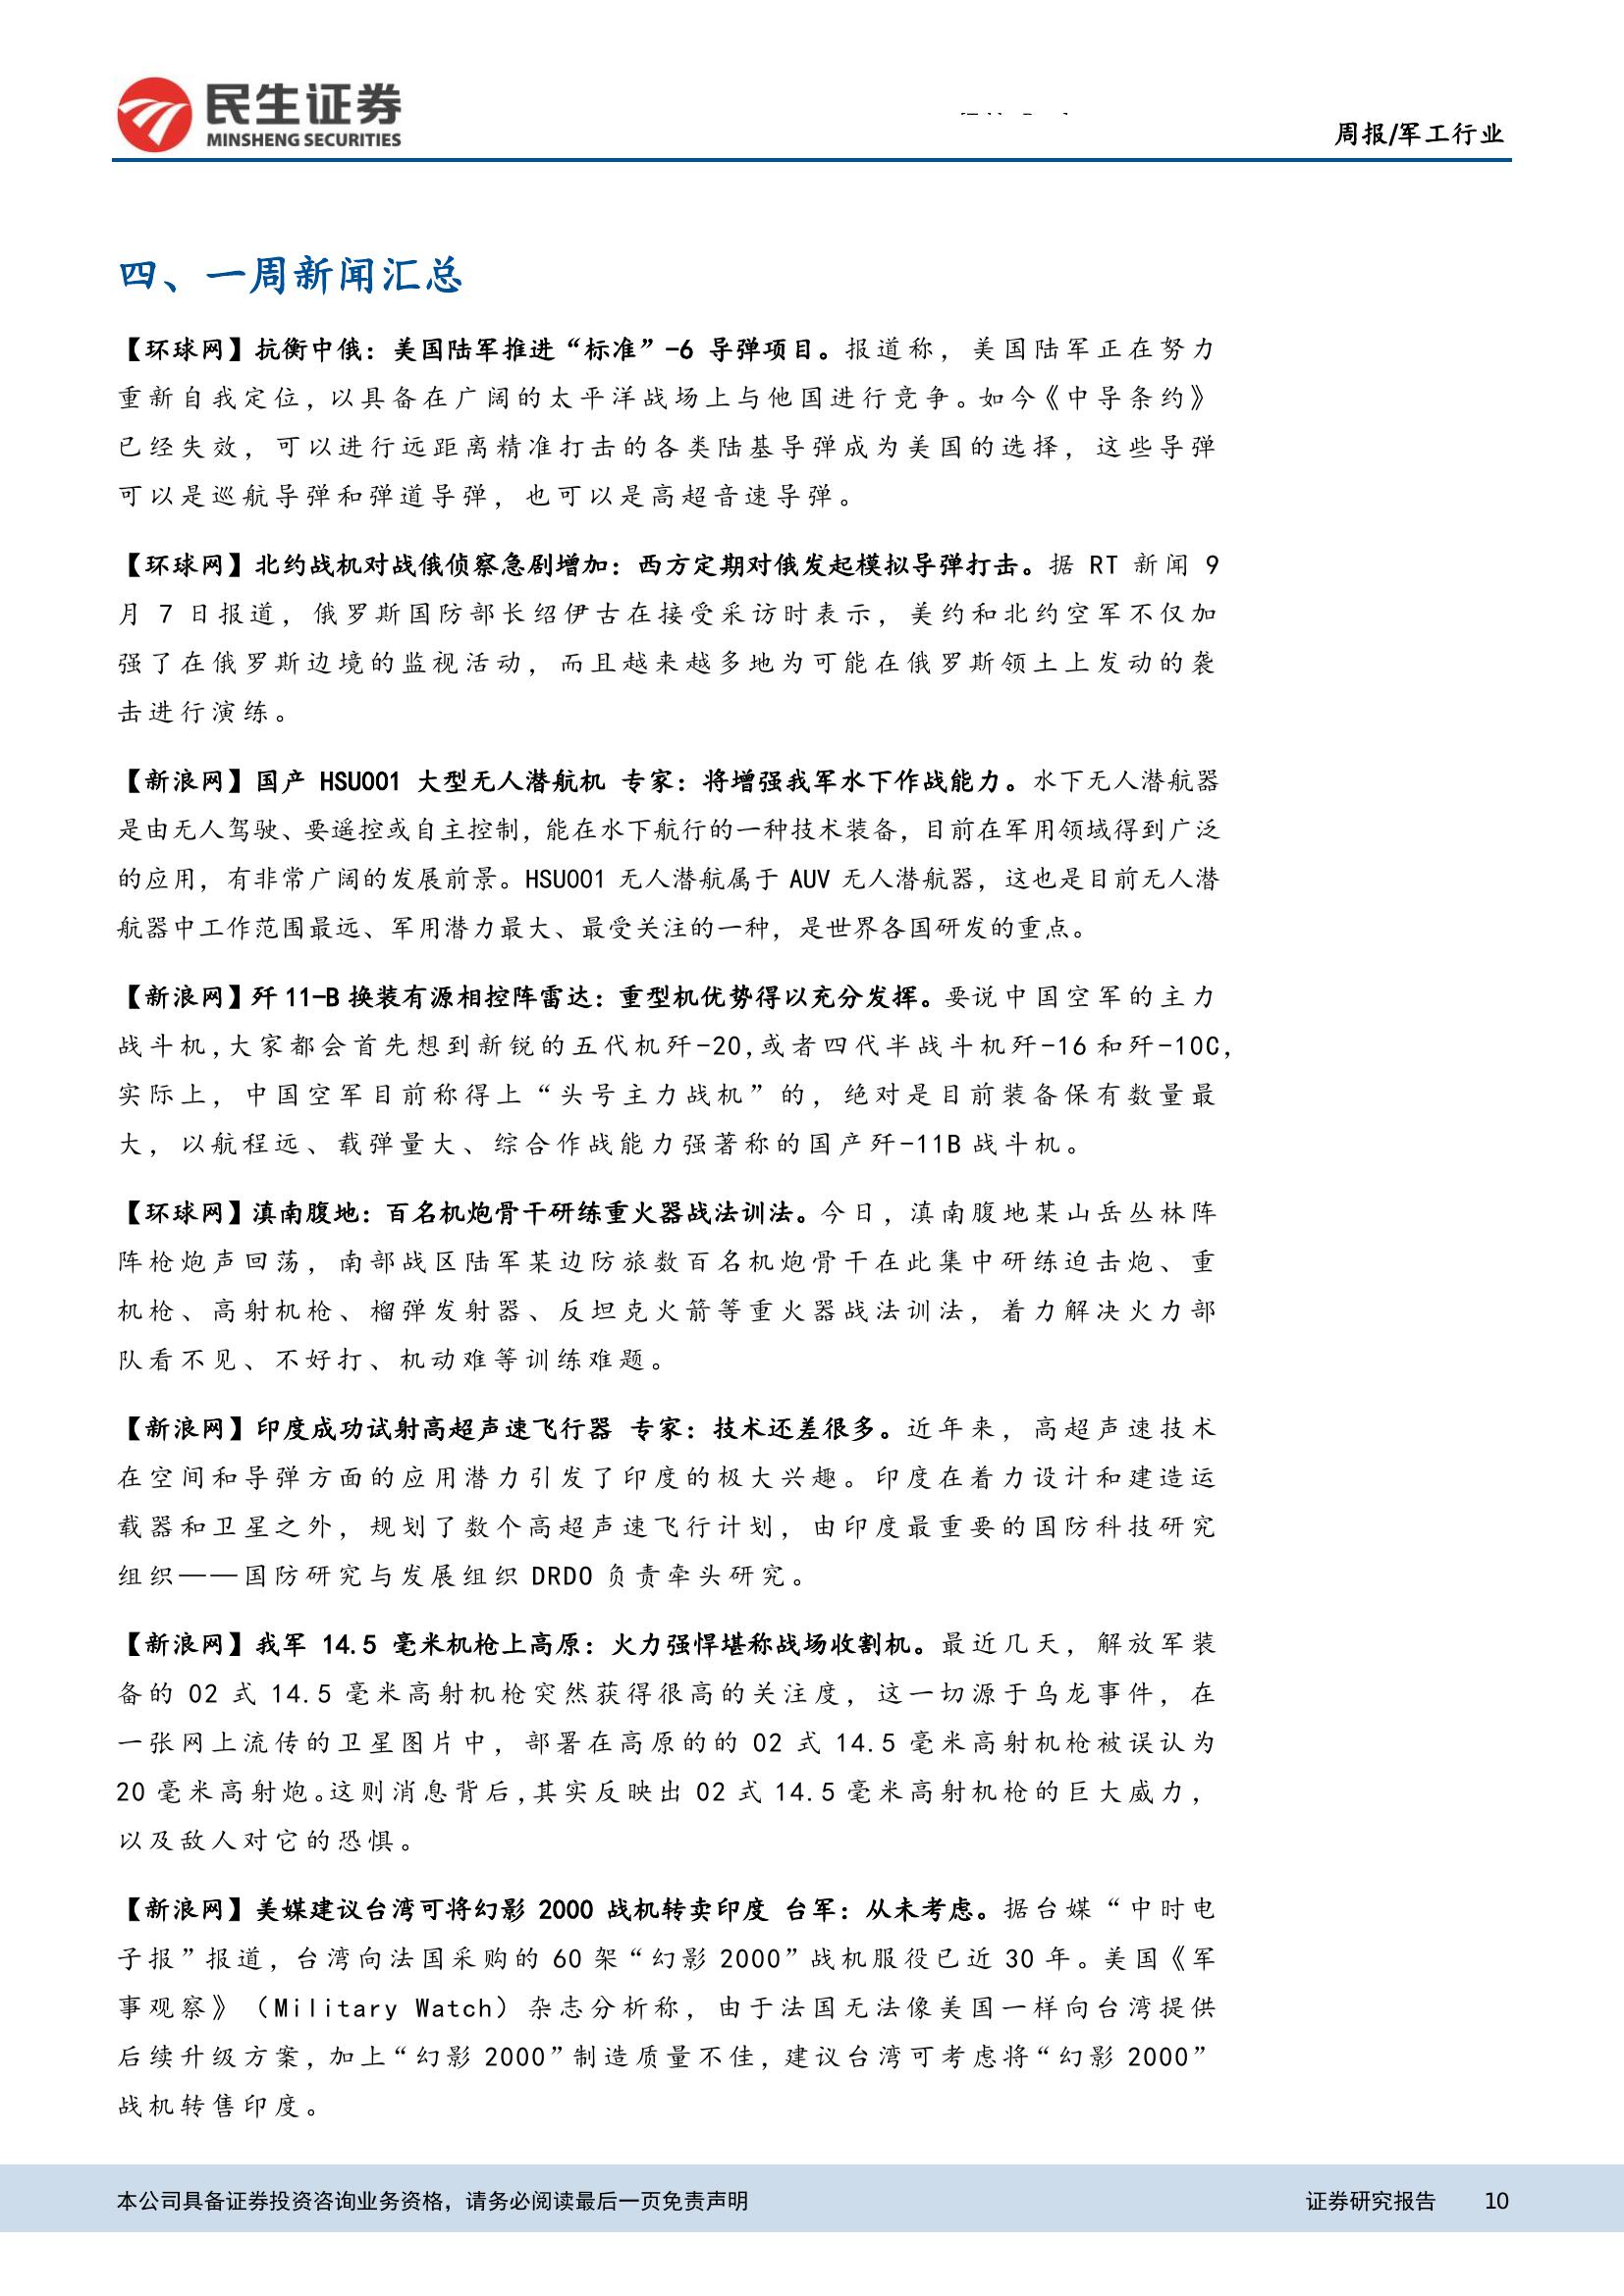 民生证券
MINSHENG SECURITIES
周报/军工行业
四、一周新闻汇总
【环球网】抗衡中俄：美国陆军推进“标准”-6 导弹项目。报道称，美国陆军正在努力
重新自我定位，以具备在广阔的太平洋战场上与他国进行竞争。如今《中导条约》
已经失效，可以进行远距离精准打击的各类陆基导弹成为美国的选择，这些导弹
可以是巡航导弹和弹道导弹，也可以是高超音速导弹。
【环球网】北约战机对战俄侦察急剧增加：西方定期对俄发起模拟导弹打击。据 RT 新闻 9
月 7 日报道，俄罗斯国防部长绍伊古在接受采访时表示，美约和北约空军不仅加
强了在俄罗斯边境的监视活动，而且越来越多地为可能在俄罗斯领土上发动的袭
击进行演练。
【新浪网】国产 HSU001 大型无人潜航机 专家：将增强我军水下作战能力。水下无人潜航器
是由无人驾驶、要遥控或自主控制，能在水下航行的一种技术装备，目前在军用领域得到广泛
的应用，有非常广阔的发展前景。HSU001 无人潜航属于 AUV 无人潜航器，这也是目前无人潜
航器中工作范围最远、军用潜力最大、最受关注的一种，是世界各国研发的重点。
【新浪网】歼 11-B 换装有源相控阵雷达：重型机优势得以充分发挥。要说中国空军的主力
战斗机，大家都会首先想到新锐的五代机歼-20，或者四代半战斗机歼-16 和歼-10C，
实际上，中国空军目前称得上“头号主力战机”的，绝对是目前装备保有数量最
大，以航程远、载弹量大、综合作战能力强著称的国产歼-11B 战斗机。
【环球网】滇南腹地：百名机炮骨干研练重火器战法训法。今日，滇南腹地某山岳丛林阵
阵枪炮声回荡，南部战区陆军某边防旅数百名机炮骨干在此集中研练迫击炮、重
机枪、高射机枪、榴弹发射器、反坦克火箭等重火器战法训法，着力解决火力部
队看不见、不好打、机动难等训练难题。
【新浪网】印度成功试射高超声速飞行器 专家：技术还差很多。近年来，高超声速技术
在空间和导弹方面的应用潜力引发了印度的极大兴趣。印度在着力设计和建造运
载器和卫星之外，规划了数个高超声速飞行计划，由印度最重要的国防科技研究
组织——国防研究与发展组织 DRDO 负责牵头研究。
【新浪网】我军 14.5 毫米机枪上高原：火力强悍堪称战场收割机。最近几天，解放军装
备的 02 式 14.5 毫米高射机枪突然获得很高的关注度，这一切源于乌龙事件，在
一张网上流传的卫星图片中，部署在高原的的 02 式 14.5 毫米高射机枪被误认为
20 毫米高射炮。这则消息背后，其实反映出 02 式 14.5 毫米高射机枪的巨大威力，
以及敌人对它的恐惧。
【新浪网】美媒建议台湾可将幻影 2000 战机转卖印度 台军：从未考虑。据台媒“中时电
子报”报道，台湾向法国采购的 60 架“幻影 2000”战机服役已近 30 年。美国《军
事观察》（Military Watch）杂志分析称，由于法国无法像美国一样向台湾提供
后续升级方案，加上“幻影 2000”制造质量不佳，建议台湾可考虑将“幻影 2000”
战机转售印度。
本公司具备证券投资咨询业务资格，请务必阅读最后一页免责声明
证券研究报告 10